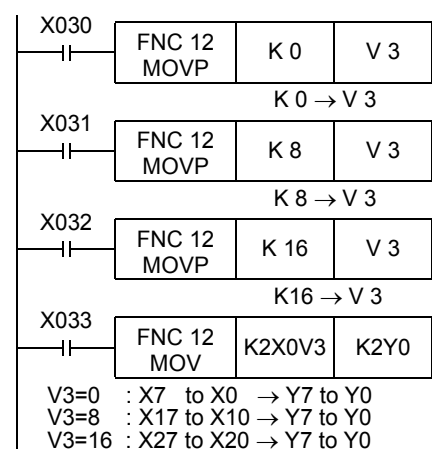 X030
FNC 12 MOVP K 0 V 3
K 0 → V 3
X031
FNC 12 MOVP K 8 V 3
K 8 → V 3
X032
FNC 12 MOVP K 16 V 3
K16 → V 3
X033
FNC 12 MOV K2X0V3 K2Y0
V3=0 : X7 to X0 → Y7 to Y0
V3=8 : X17 to X10 → Y7 to Y0
V3=16 : X27 to X20 → Y7 to Y0